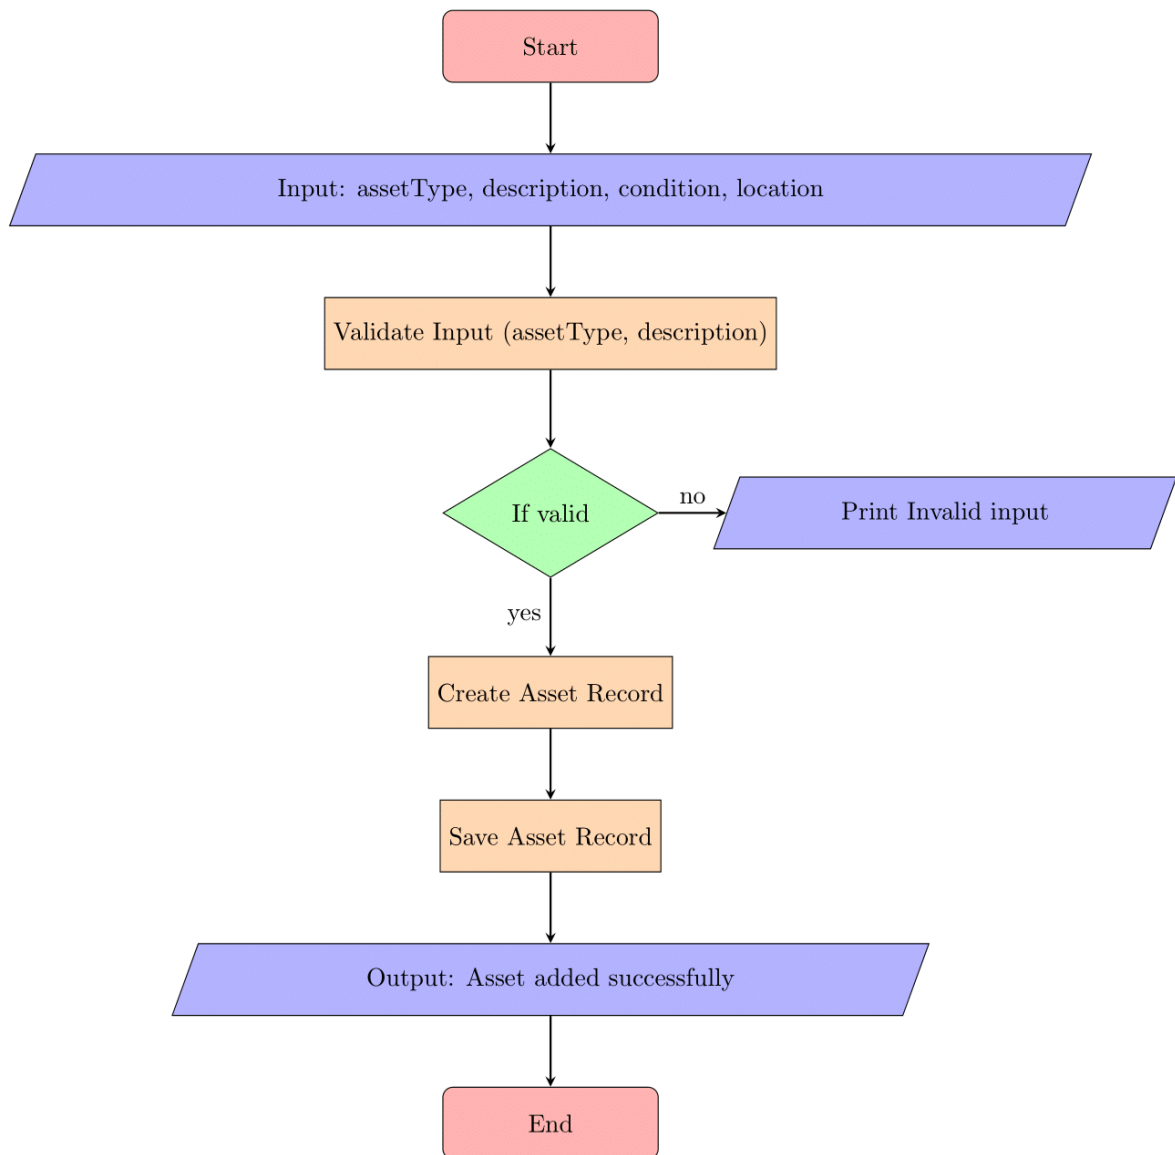 Start
Input: assetType, description, condition, location
Validate Input (assetType, description)
If valid
no
Print Invalid input
yes
Create Asset Record
Save Asset Record
Output: Asset added successfully
End